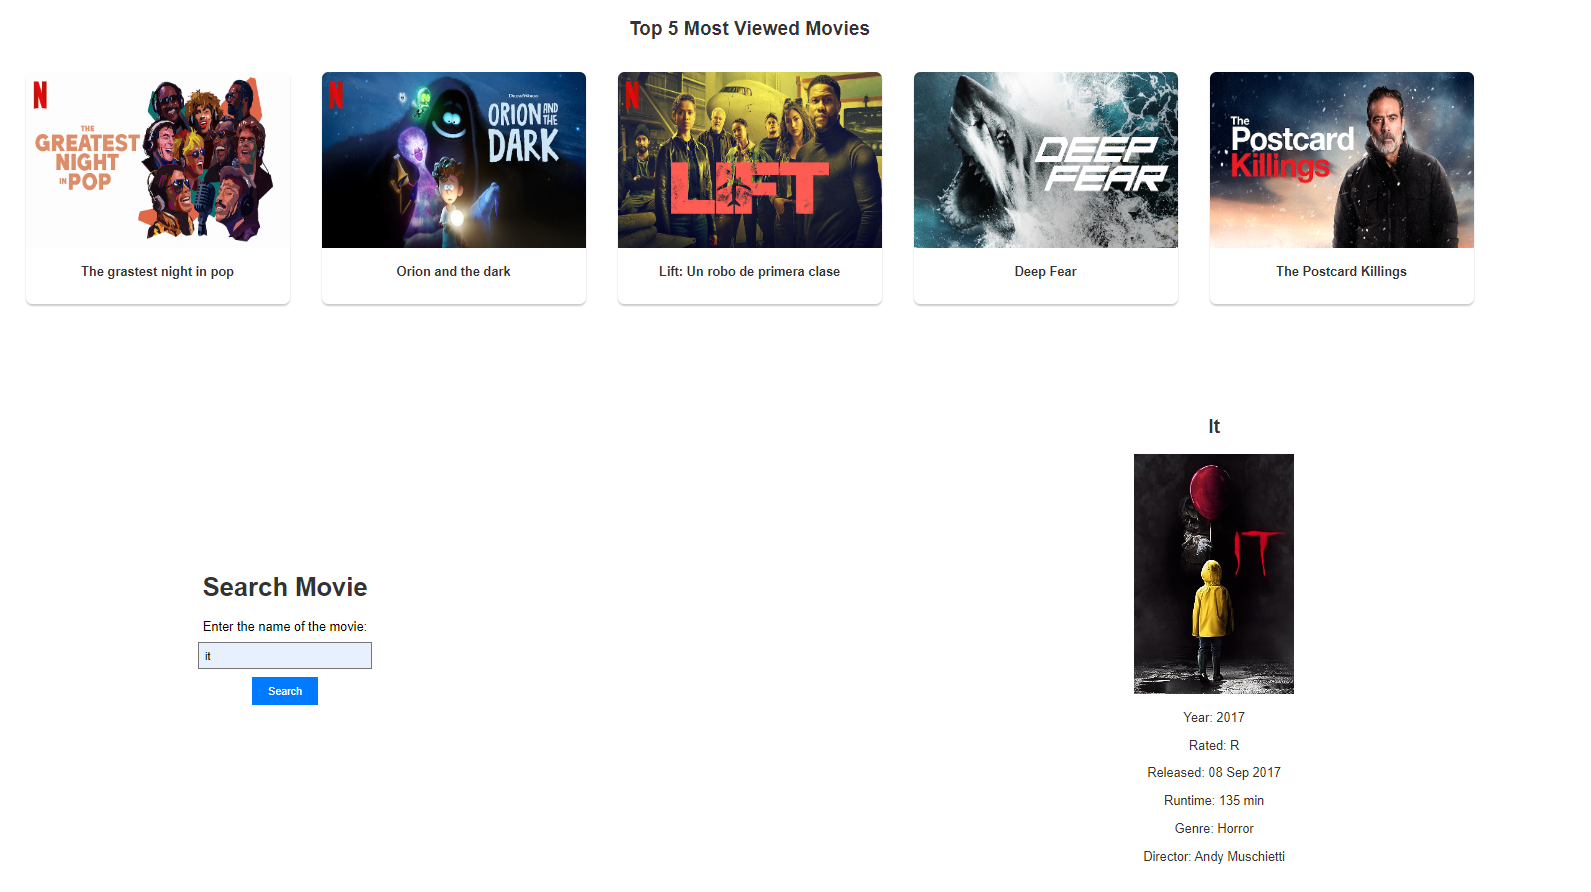 Top 5 Most Viewed Movies
N
THE
GREATEST
NIGHT
IN POP
The grastest night in pop
N
DREAMWORKS
ORION AND THE
DARK
Orion and the dark
N
LIFT
Lift: Un robo de primera clase
DEEP
FEAR
Deep Fear
The
Postcard
Killings
The Postcard Killings
Search Movie
Enter the name of the movie:
it
Search
It
IT
Year: 2017
Rated: R
Released: 08 Sep 2017
Runtime: 135 min
Genre: Horror
Director: Andy Muschietti